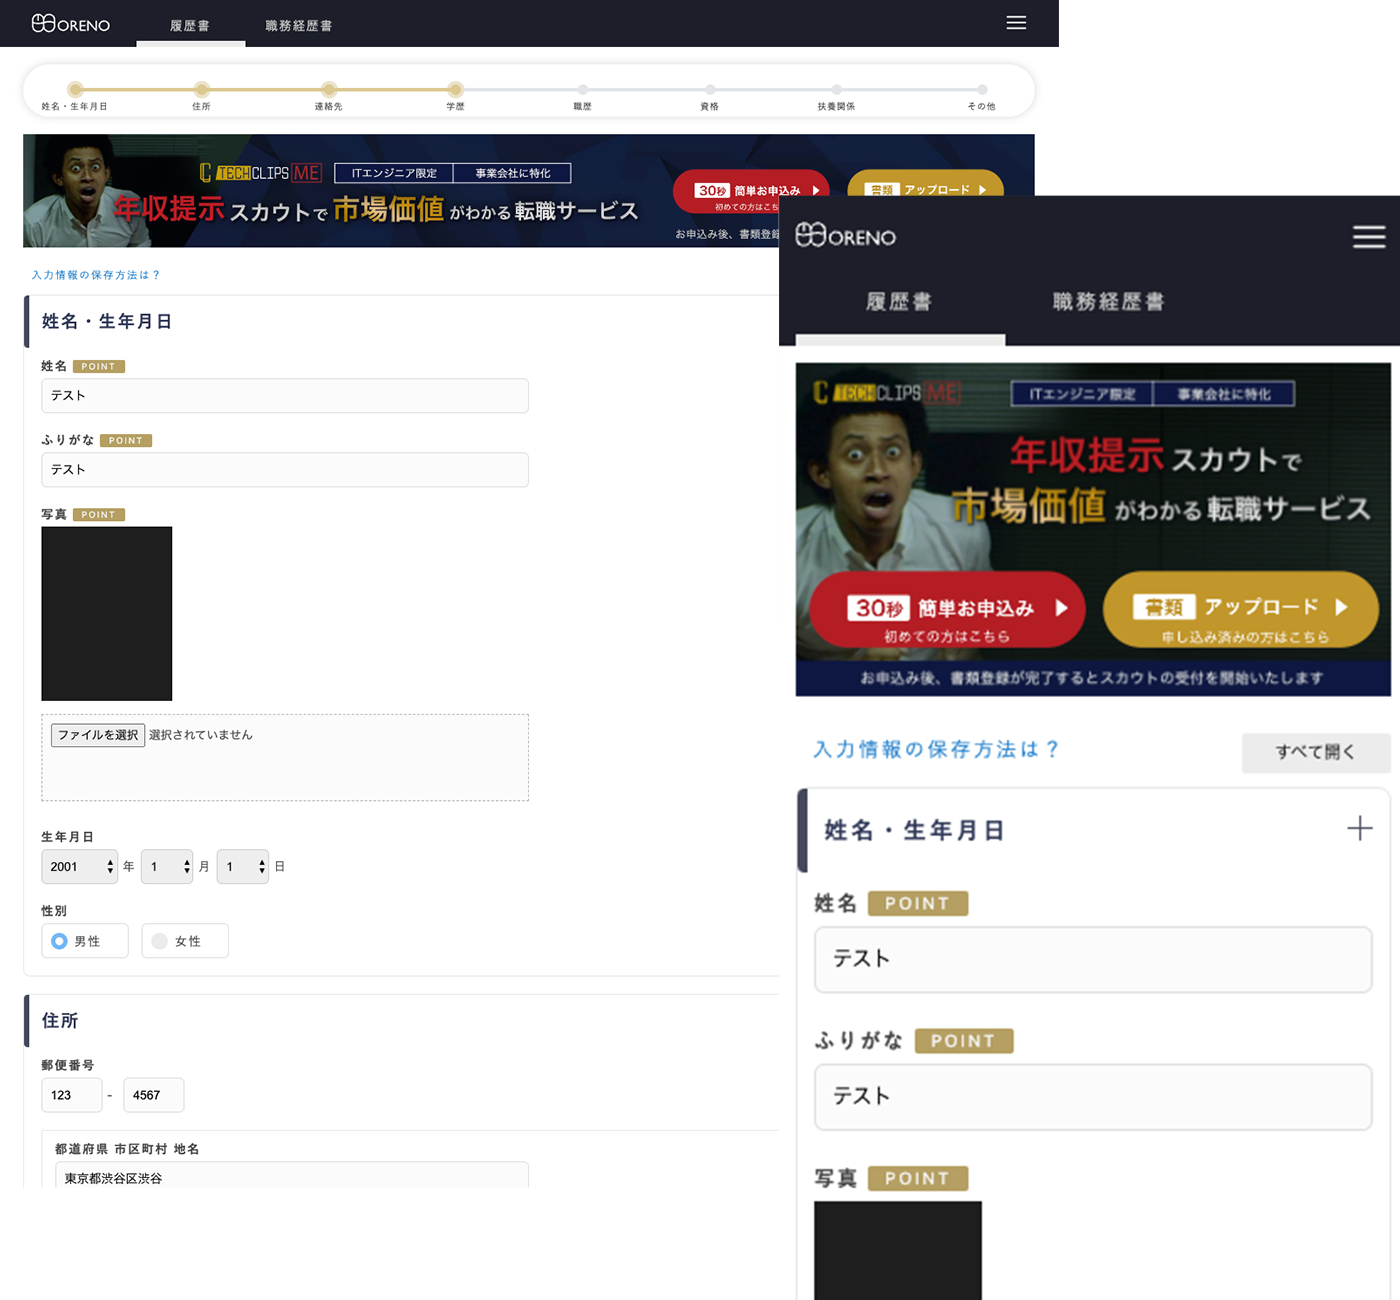 ORENO
履歴書
職務経歴書
姓名・生年月日
住所
連絡先
学歴
職歴
資格
扶養関係
その他
TECHCLIPS ME
ITエンジニア限定
事業会社に特化
年収提示スカウトで市場価値がわかる転職サービス
30秒 簡単お申込み
初めての方はこち
書類 アップロード
お申込み後、書類登録
入力情報の保存方法は？
姓名・生年月日
姓名 POINT
テスト
ふりがな POINT
テスト
写真 POINT
ファイルを選択 選択されていません
生年月日
2001 年 1 月 1 日
性別
男性
女性
住所
郵便番号
123 - 4567
都道府県 市区町村 地名
東京都渋谷区渋谷
ORENO
履歴書
職務経歴書
TECHCLIPS ME
ITエンジニア限定
事業会社に特化
年収提示スカウトで
市場価値がわかる転職サービス
30秒 簡単お申込み
初めての方はこちら
書類 アップロード
申し込み済みの方はこちら
お申込み後、書類登録が完了するとスカウトの受付を開始いたします
入力情報の保存方法は？
すべて開く
姓名・生年月日
姓名 POINT
テスト
ふりがな POINT
テスト
写真 POINT